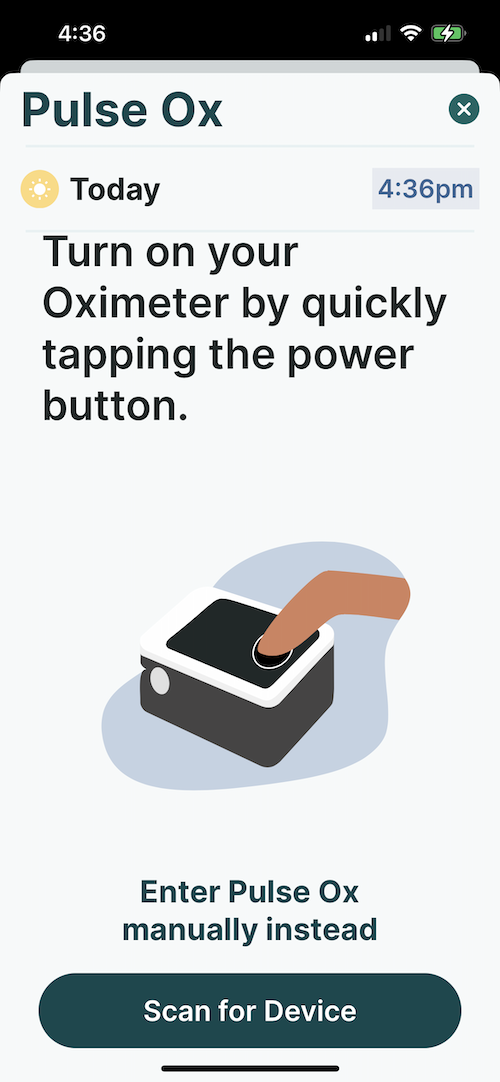 4:36
Pulse Ox
Today
4:36pm
Turn on your
Oximeter by quickly
tapping the power
button.
Enter Pulse Ox
manually instead
Scan for Device